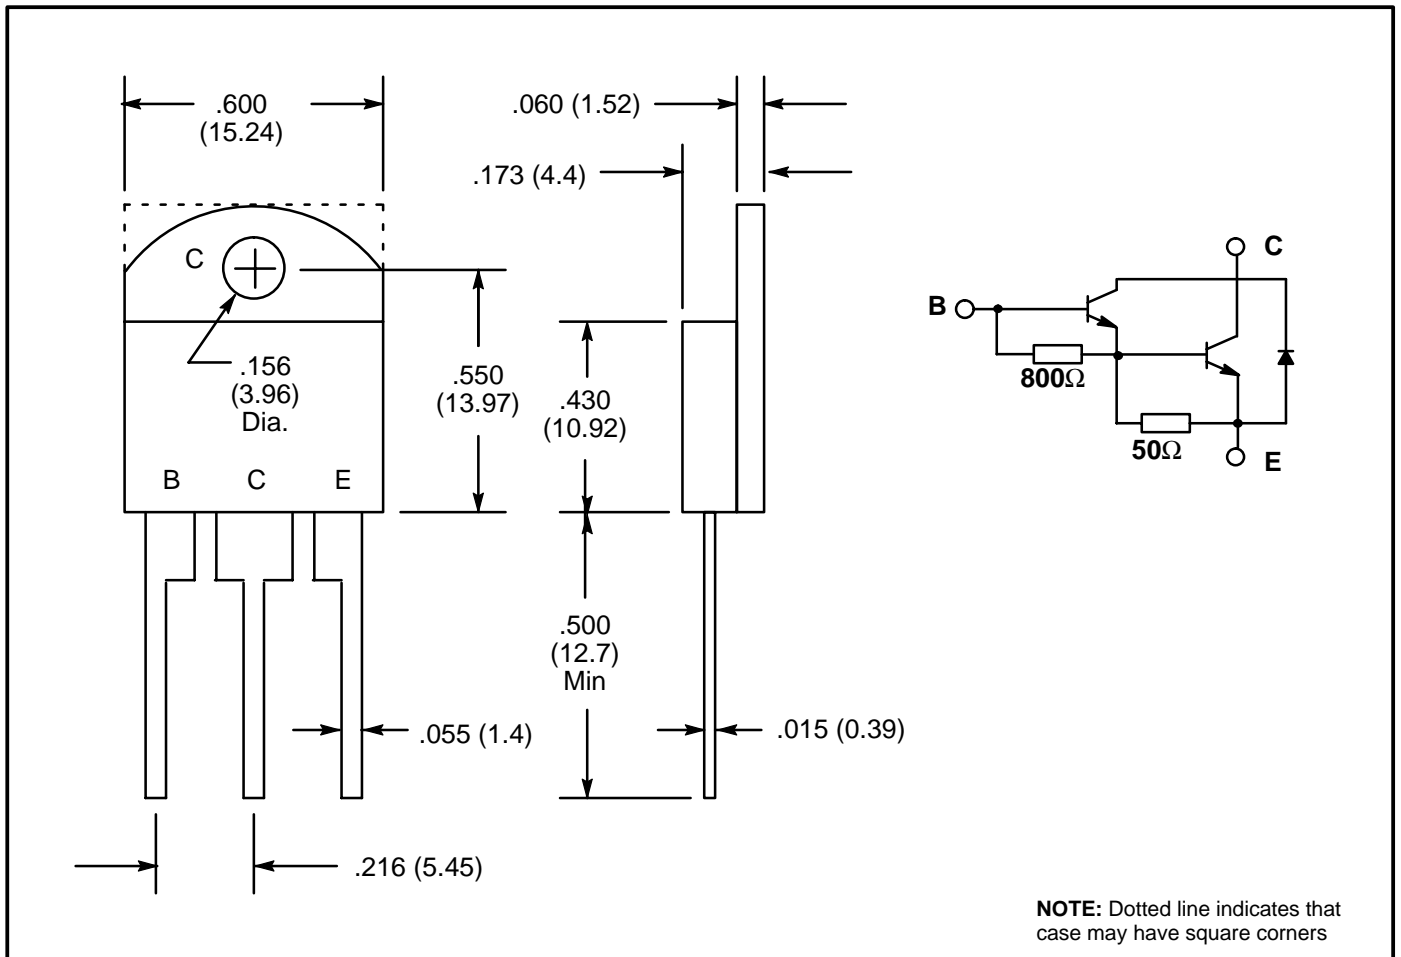 .600
(15.24)
.060 (1.52)
.173 (4.4)
C
.156
(3.96)
Dia.
.550
(13.97)
.430
(10.92)
B C E
.500
(12.7)
Min
.055 (1.4)
.015 (0.39)
.216 (5.45)
C
B
800Ω
50Ω
E
NOTE: Dotted line indicates that
case may have square corners